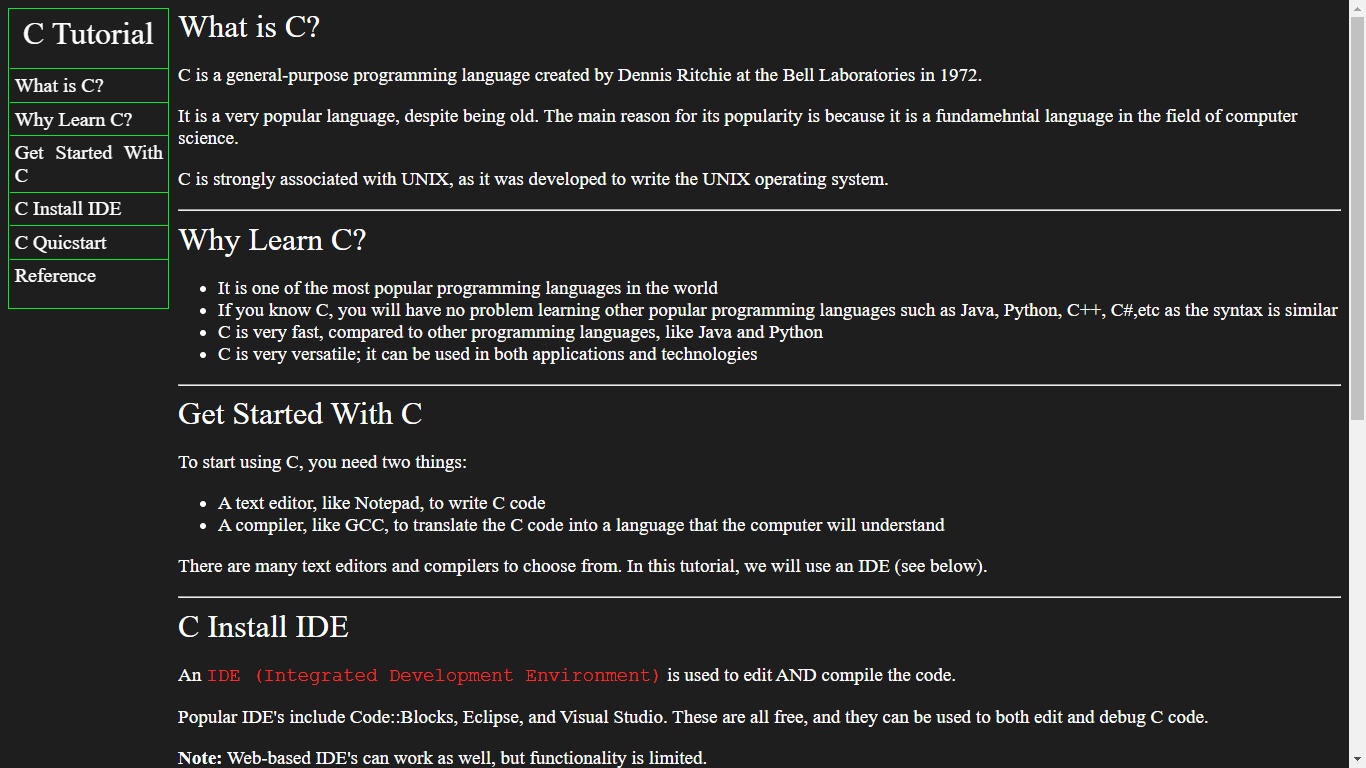 C Tutorial
What is C?
Why Learn C?
Get Started With
C
C Install IDE
C Quicstart
Reference
What is C?
C is a general-purpose programming language created by Dennis Ritchie at the Bell Laboratories in 1972.
It is a very popular language, despite being old. The main reason for its popularity is because it is a fundamehntal language in the field of computer
science.
C is strongly associated with UNIX, as it was developed to write the UNIX operating system.
Why Learn C?
• It is one of the most popular programming languages in the world
• If you know C, you will have no problem learning other popular programming languages such as Java, Python, C++, C#,etc as the syntax is similar
• C is very fast, compared to other programming languages, like Java and Python
• C is very versatile; it can be used in both applications and technologies
Get Started With C
To start using C, you need two things:
• A text editor, like Notepad, to write C code
• A compiler, like GCC, to translate the C code into a language that the computer will understand
There are many text editors and compilers to choose from. In this tutorial, we will use an IDE (see below).
C Install IDE
An IDE (Integrated Development Environment) is used to edit AND compile the code.
Popular IDE's include Code::Blocks, Eclipse, and Visual Studio. These are all free, and they can be used to both edit and debug C code.
Note: Web-based IDE's can work as well, but functionality is limited.